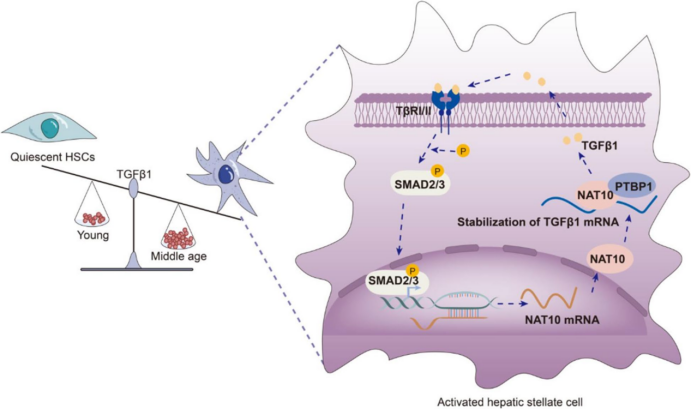 Quiescent HSCs
TGFβ1
Young
Middle age
TβRI/II
P
P
SMAD2/3
TGFβ1
NAT10
PTBP1
Stabilization of TGFβ1 mRNA
NAT10
P
SMAD2/3
NAT10 mRNA
Activated hepatic stellate cell